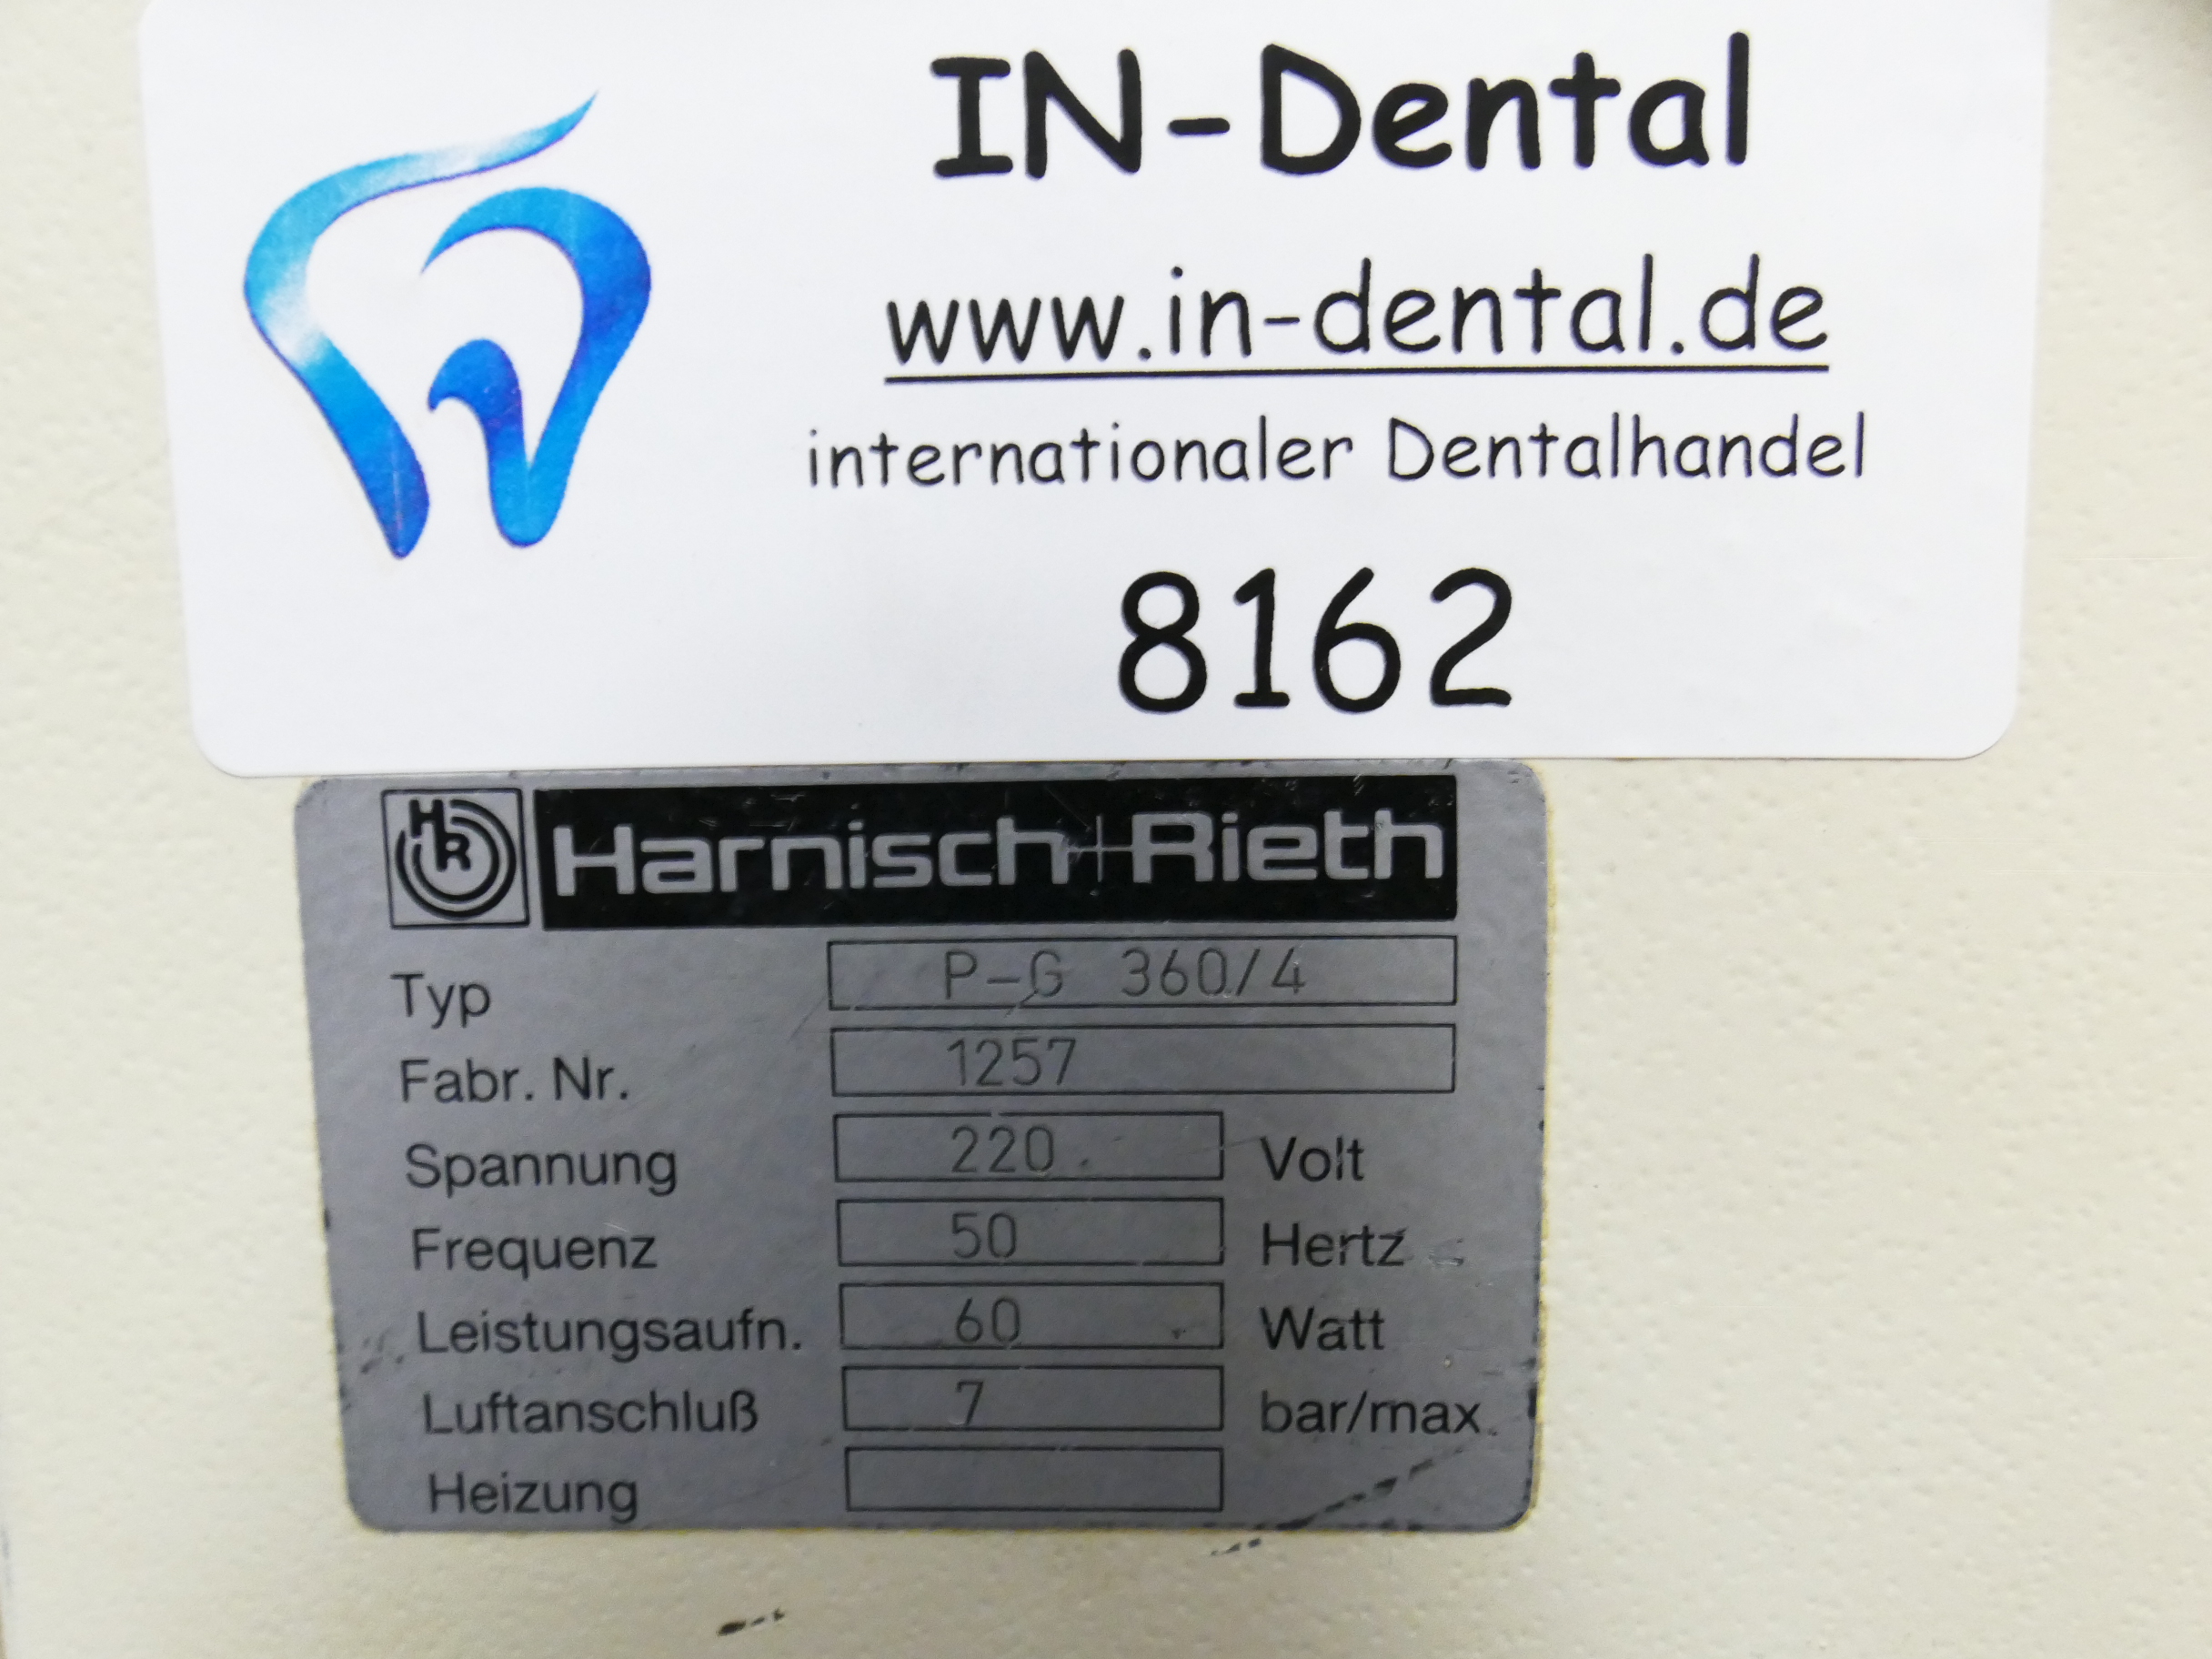 IN-Dental
www.in-dental.de
internationaler Dentalhandel
8162
HR Harnisch+Rieth
Typ P-G 360/4
Fabr. Nr. 1257
Spannung 220 Volt
Frequenz 50 Hertz
Leistungsaufn. 60 Watt
Luftanschluß 7 bar/max.
Heizung